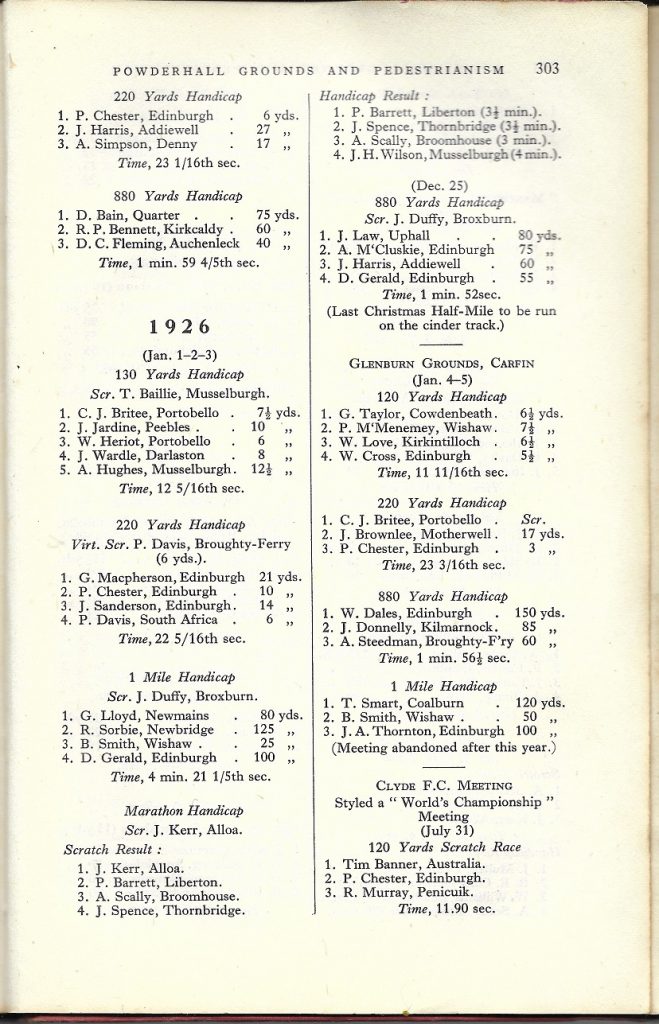 POWDERHALL GROUNDS AND PEDESTRIANISM 303
220 Yards Handicap
1. P. Chester, Edinburgh . 6 yds.
2. J. Harris, Addiewell . 27 „
3. A. Simpson, Denny . 17 „
Time, 23 1/16th sec.
880 Yards Handicap
1. D. Bain, Quarter . . 75 yds.
2. R. P. Bennett, Kirkcaldy . 60 „
3. D. C. Fleming, Auchenleck 40 „
Time, 1 min. 59 4/5th sec.
1926
(Jan. 1–2–3)
130 Yards Handicap
Scr. T. Baillie, Musselburgh.
1. C. J. Britee, Portobello . 7½ yds.
2. J. Jardine, Peebles . . 10 „
3. W. Heriot, Portobello . 6 „
4. J. Wardle, Darlaston . 8 „
5. A. Hughes, Musselburgh . 12½ „
Time, 12 5/16th sec.
220 Yards Handicap
Virt. Scr. P. Davis, Broughty-Ferry
(6 yds.).
1. G. Macpherson, Edinburgh 21 yds.
2. P. Chester, Edinburgh . 10 „
3. J. Sanderson, Edinburgh . 14 „
4. P. Davis, South Africa . 6 „
Time, 22 5/16th sec.
1 Mile Handicap
Scr. J. Duffy, Broxburn.
1. G. Lloyd, Newmains . 80 yds.
2. R. Sorbie, Newbridge . 125 „
3. B. Smith, Wishaw . . 25 „
4. D. Gerald, Edinburgh . 100 „
Time, 4 min. 21 1/5th sec.
Marathon Handicap
Scr. J. Kerr, Alloa.
Scratch Result :
1. J. Kerr, Alloa.
2. P. Barrett, Liberton.
3. A. Scally, Broomhouse.
4. J. Spence, Thornbridge.
Handicap Result :
1. P. Barrett, Liberton (3½ min.).
2. J. Spence, Thornbridge (3½ min.).
3. A. Scally, Broomhouse (3 min.).
4. J. H. Wilson, Musselburgh (4 min.).
(Dec. 25)
880 Yards Handicap
Scr. J. Duffy, Broxburn.
1. J. Law, Uphall . . 80 yds.
2. A. M‘Cluskie, Edinburgh 75 „
3. J. Harris, Addiewell . 60 „
4. D. Gerald, Edinburgh . 55 „
Time, 1 min. 52sec.
(Last Christmas Half-Mile to be run
on the cinder track.)
GLENBURN GROUNDS, CARFIN
(Jan. 4–5)
120 Yards Handicap
1. G. Taylor, Cowdenbeath . 6½ yds.
2. P. M‘Menemey, Wishaw . 7½ „
3. W. Love, Kirkintilloch . 6½ „
4. W. Cross, Edinburgh . 5½ „
Time, 11 11/16th sec.
220 Yards Handicap
1. C. J. Britee, Portobello . Scr.
2. J. Brownlee, Motherwell . 17 yds.
3. P. Chester, Edinburgh . 3 „
Time, 23 3/16th sec.
880 Yards Handicap
1. W. Dales, Edinburgh . 150 yds.
2. J. Donnelly, Kilmarnock . 85 „
3. A. Steedman, Broughty-F'ry 60 „
Time, 1 min. 56½ sec.
1 Mile Handicap
1. T. Smart, Coalburn . 120 yds.
2. B. Smith, Wishaw . . 50 „
3. J. A. Thornton, Edinburgh 100 „
(Meeting abandoned after this year.)
CLYDE F.C. MEETING
Styled a “ World's Championship ”
Meeting
(July 31)
120 Yards Scratch Race
1. Tim Banner, Australia.
2. P. Chester, Edinburgh.
3. R. Murray, Penicuik.
Time, 11.90 sec.